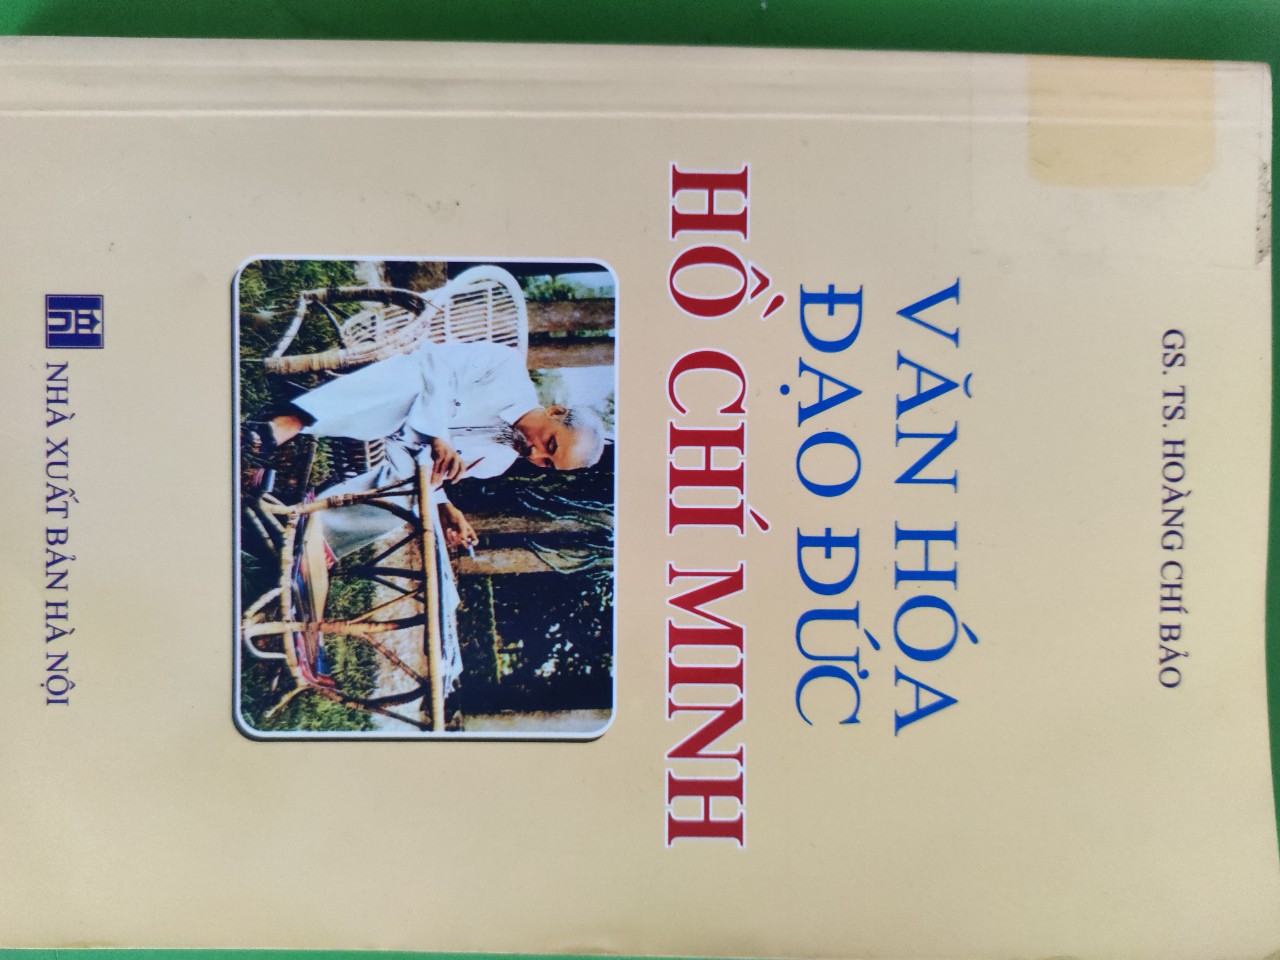 GS. TS. HOÀNG CHÍ BẢO
VĂN HÓA
ĐẠO ĐỨC
HỒ CHÍ MINH
NHÀ XUẤT BẢN HÀ NỘI